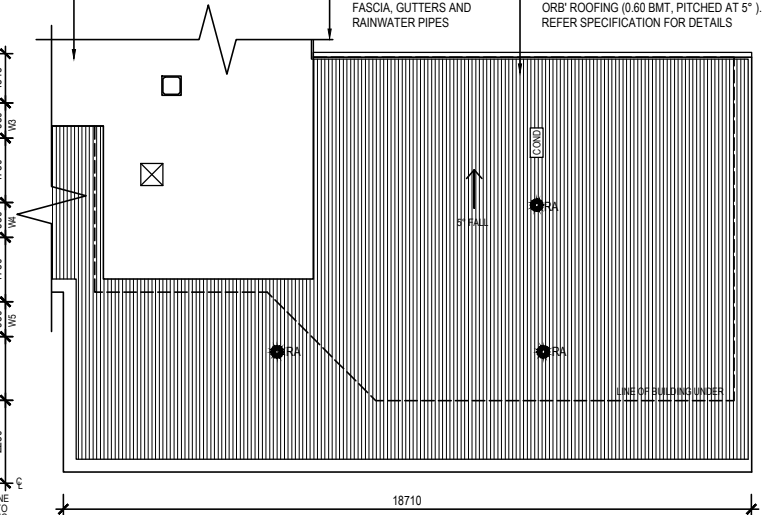 FASCIA, GUTTERS AND
RAINWATER PIPES
ORB' ROOFING (0.60 BMT, PITCHED AT 5° ).
REFER SPECIFICATION FOR DETAILS
W3
W4
W5
COND
RA
5° FALL
RA
RA
LINE OF BUILDING UNDER
18710